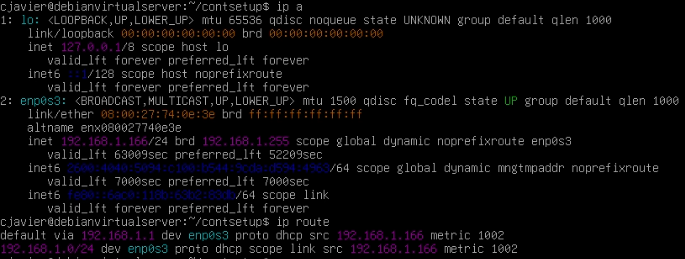 cjavier@debianvirtualserver:~/contsetup$ ip a
1: lo: <LOOPBACK,UP,LOWER_UP> mtu 65536 qdisc noqueue state UNKNOWN group default qlen 1000
link/loopback 00:00:00:00:00:00 brd 00:00:00:00:00:00
inet 127.0.0.1/8 scope host lo
valid_lft forever preferred_lft forever
inet6 ::1/128 scope host noprefixroute
valid_lft forever preferred_lft forever
2: enp0s3: <BROADCAST,MULTICAST,UP,LOWER_UP> mtu 1500 qdisc fq_codel state UP group default qlen 1000
link/ether 08:00:27:74:0e:3e brd ff:ff:ff:ff:ff:ff
altname enx080027740e3e
inet 192.168.1.166/24 brd 192.168.1.255 scope global dynamic noprefixroute enp0s3
valid_lft 63009sec preferred_lft 52209sec
inet6 /64 scope global dynamic mngtmpaddr noprefixroute
valid_lft 7000sec preferred_lft 7000sec
inet6 /64 scope link
valid_lft forever preferred_lft forever
cjavier@debianvirtualserver:~/contsetup$ ip route
default via 192.168.1.1 dev enp0s3 proto dhcp src 192.168.1.166 metric 1002
192.168.1.0/24 dev enp0s3 proto dhcp scope link src 192.168.1.166 metric 1002